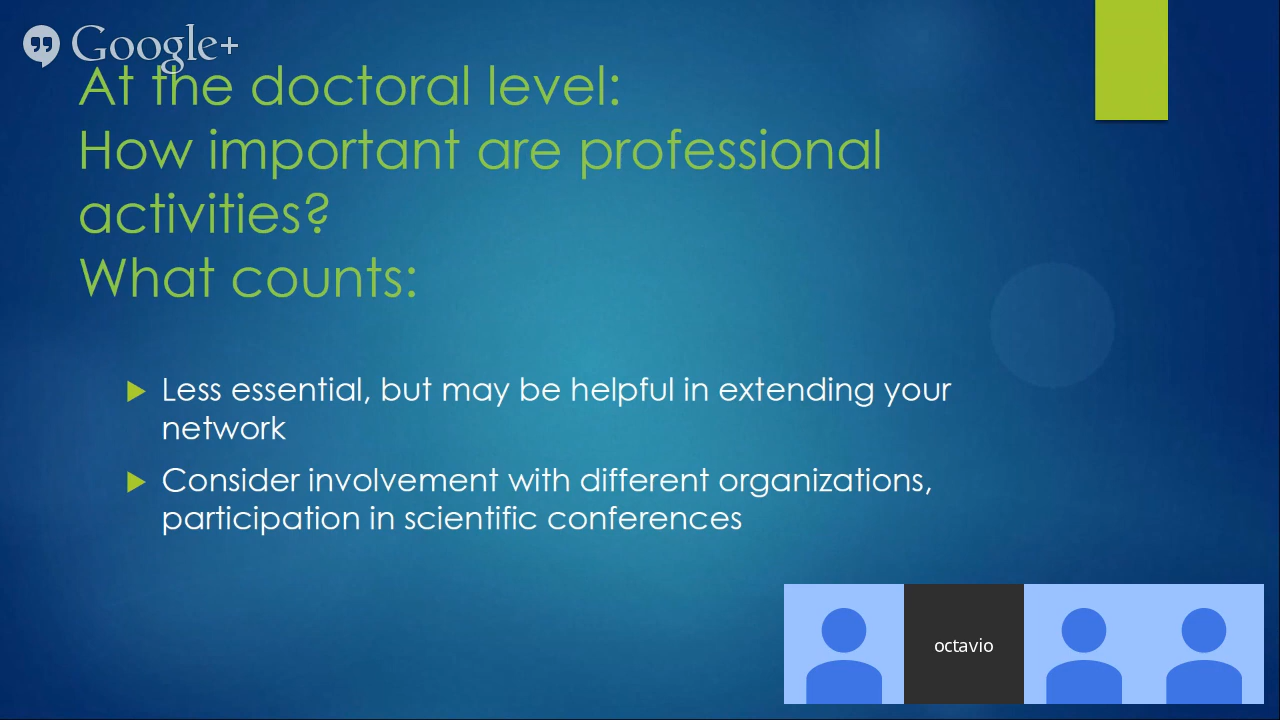 Google+
At the doctoral level:
How important are professional
activities?
What counts:
Less essential, but may be helpful in extending your
network
Consider involvement with different organizations,
participation in scientific conferences
octavio